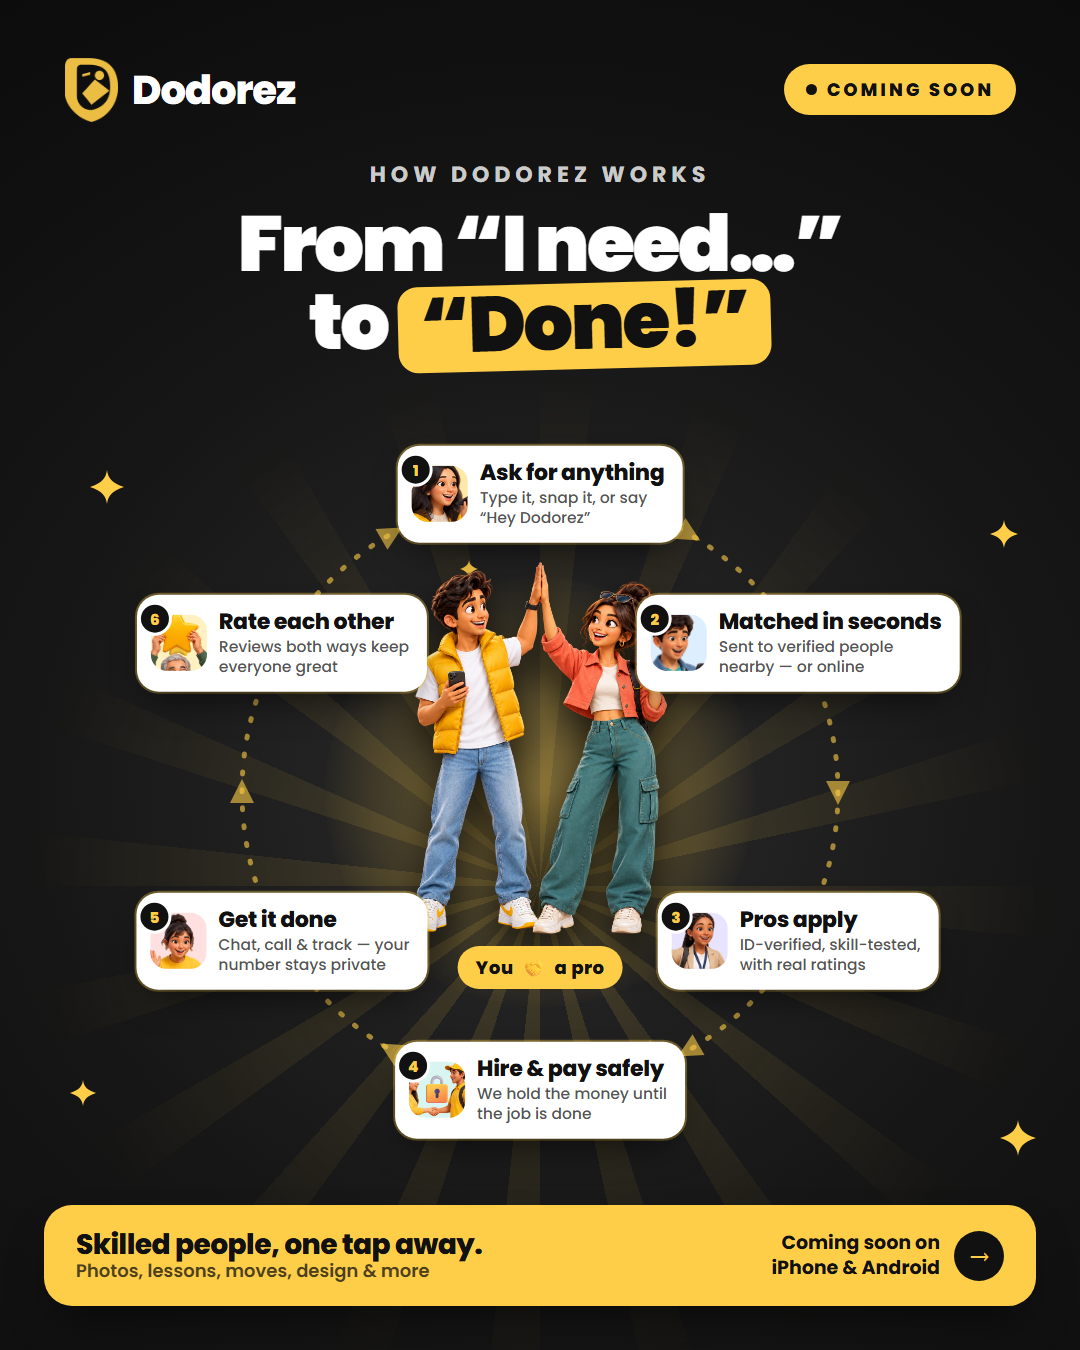 Dodorez
COMING SOON
HOW DODOREZ WORKS
From “I need...”
to “Done!”
1
Ask for anything
Type it, snap it, or say
“Hey Dodorez”
2
Matched in seconds
Sent to verified people
nearby — or online
3
Pros apply
ID-verified, skill-tested,
with real ratings
4
Hire & pay safely
We hold the money until
the job is done
5
Get it done
Chat, call & track — your
number stays private
6
Rate each other
Reviews both ways keep
everyone great
You 🤝 a pro
Skilled people, one tap away.
Photos, lessons, moves, design & more
Coming soon on
iPhone & Android →